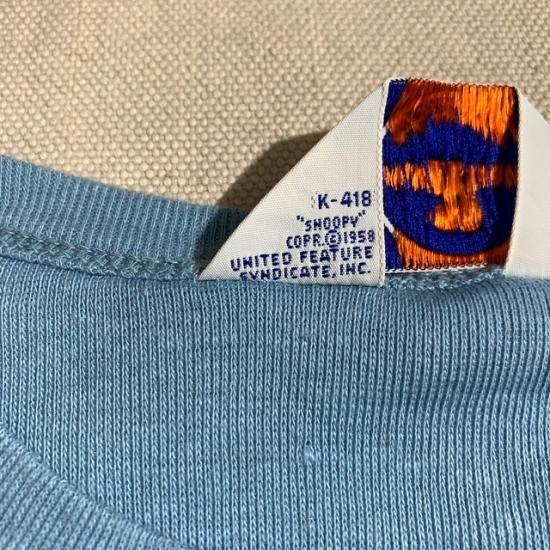 K-418
"SNOOPY"
COPR.©1958
UNITED FEATURE
SYNDICATE, INC.